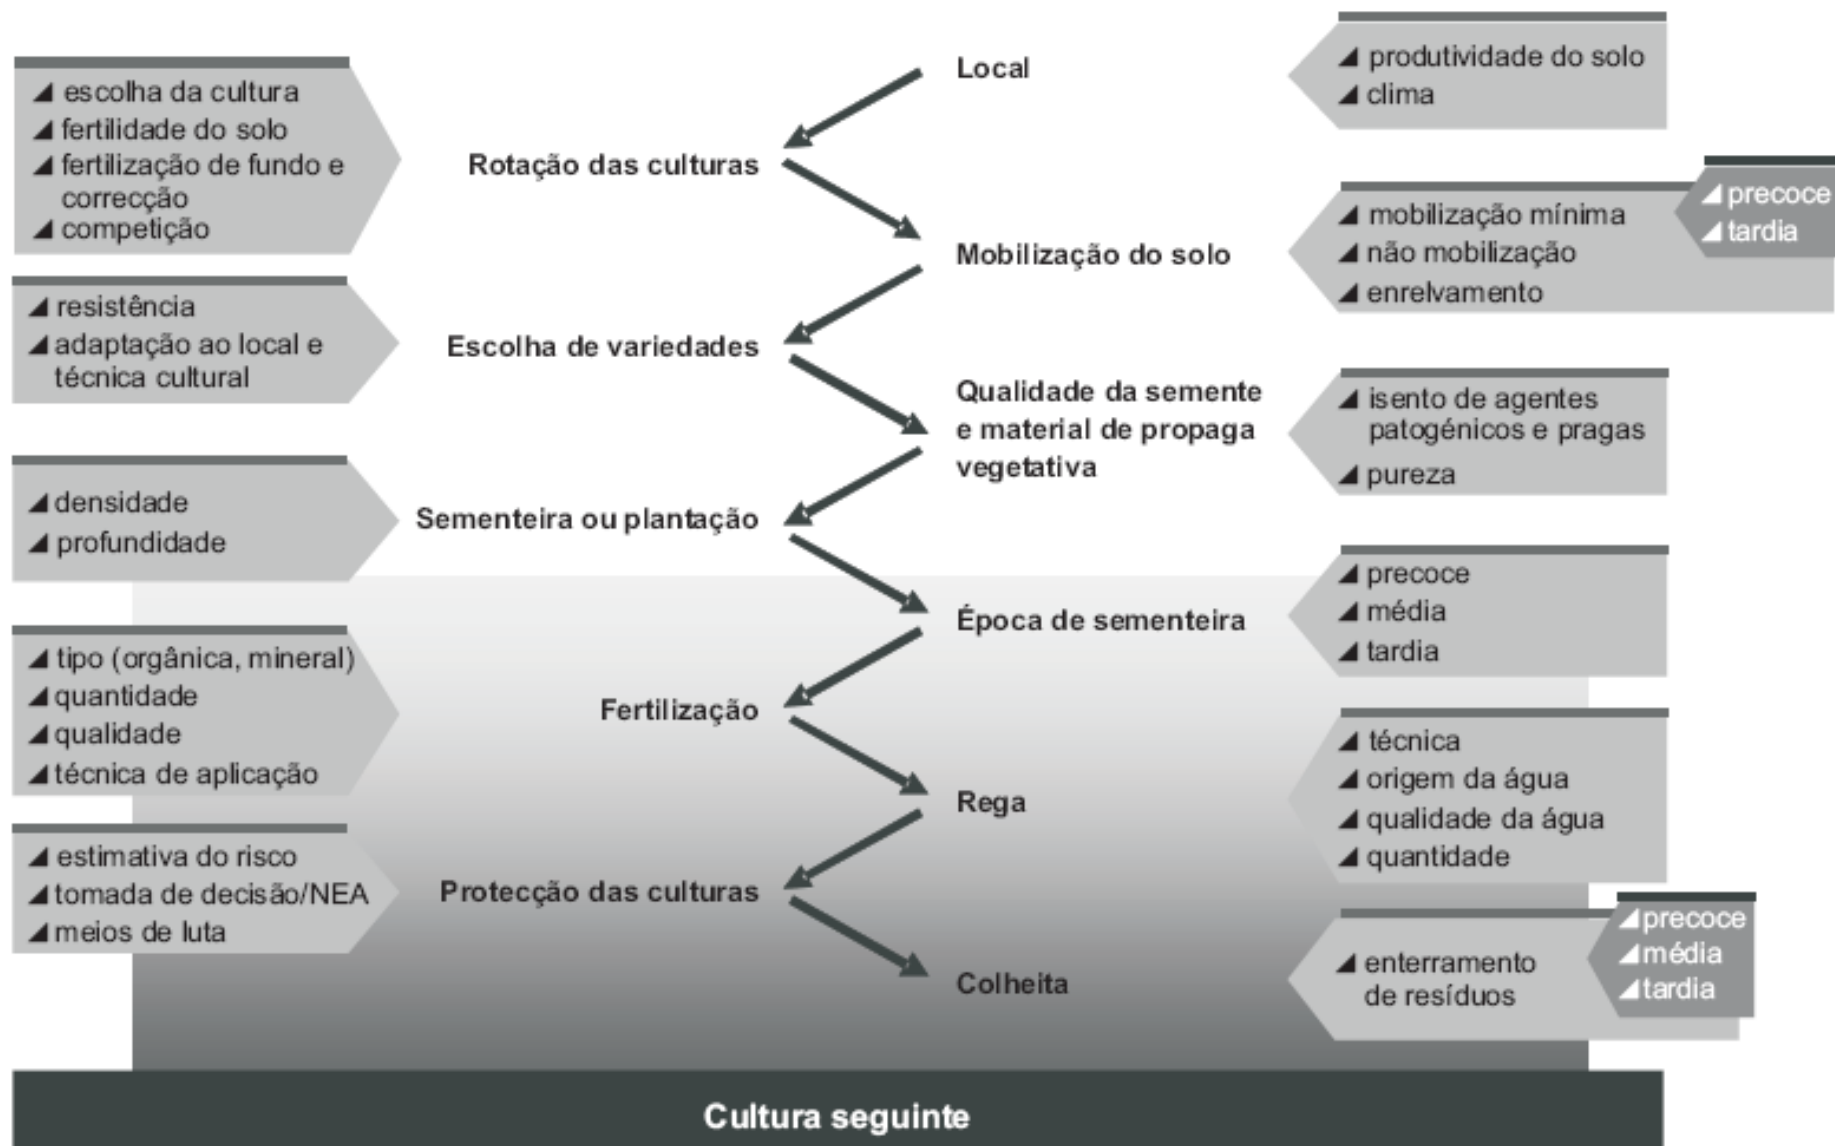 Local
produtividade do solo
clima
escolha da cultura
fertilidade do solo
fertilização de fundo e
correcção
competição
Rotação das culturas
Mobilização do solo
mobilização mínima
não mobilização
enrelvamento
precoce
tardia
resistência
adaptação ao local e
técnica cultural
Escolha de variedades
Qualidade da semente
e material de propaga
vegetativa
isento de agentes
patogénicos e pragas
pureza
densidade
profundidade
Sementeira ou plantação
Época de sementeira
precoce
média
tardia
tipo (orgânica, mineral)
quantidade
qualidade
técnica de aplicação
Fertilização
Rega
técnica
origem da água
qualidade da água
quantidade
estimativa do risco
tomada de decisão/NEA
meios de luta
Protecção das culturas
Colheita
enterramento
de resíduos
precoce
média
tardia
Cultura seguinte